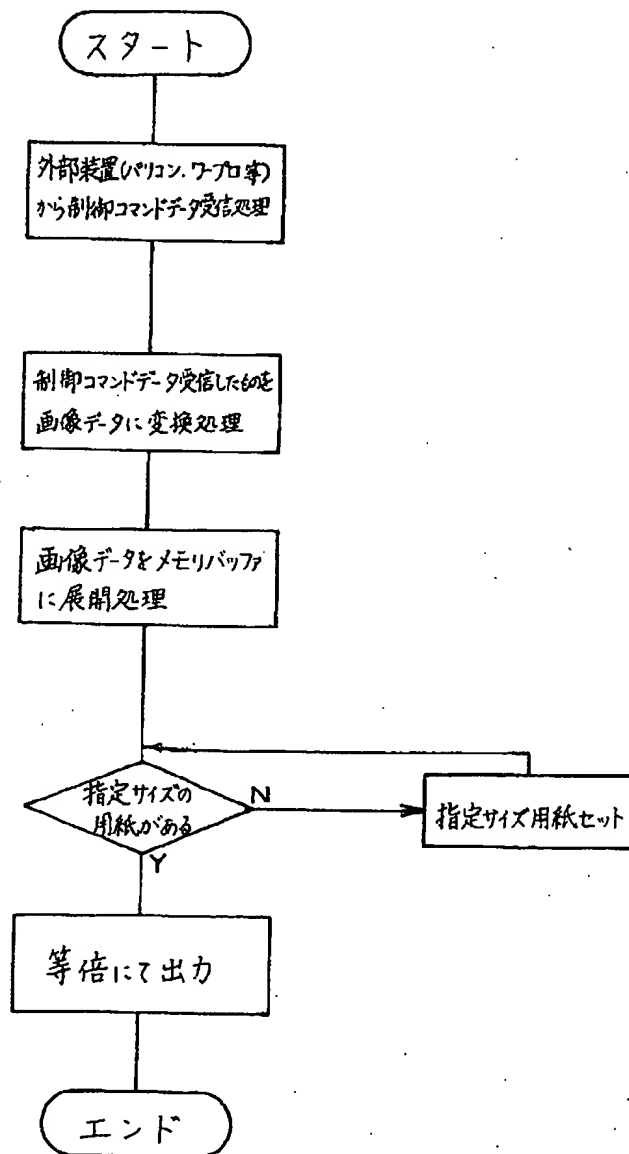 スタート
外部装置(パソコン、ワープロ等)
から制御コマンドデータ受信処理
制御コマンドデータ受信したものを
画像データに変換処理
画像データをメモリバッファ
に展開処理
指定サイズの
用紙がある
N
指定サイズ用紙セット
Y
等倍にて出力
エンド